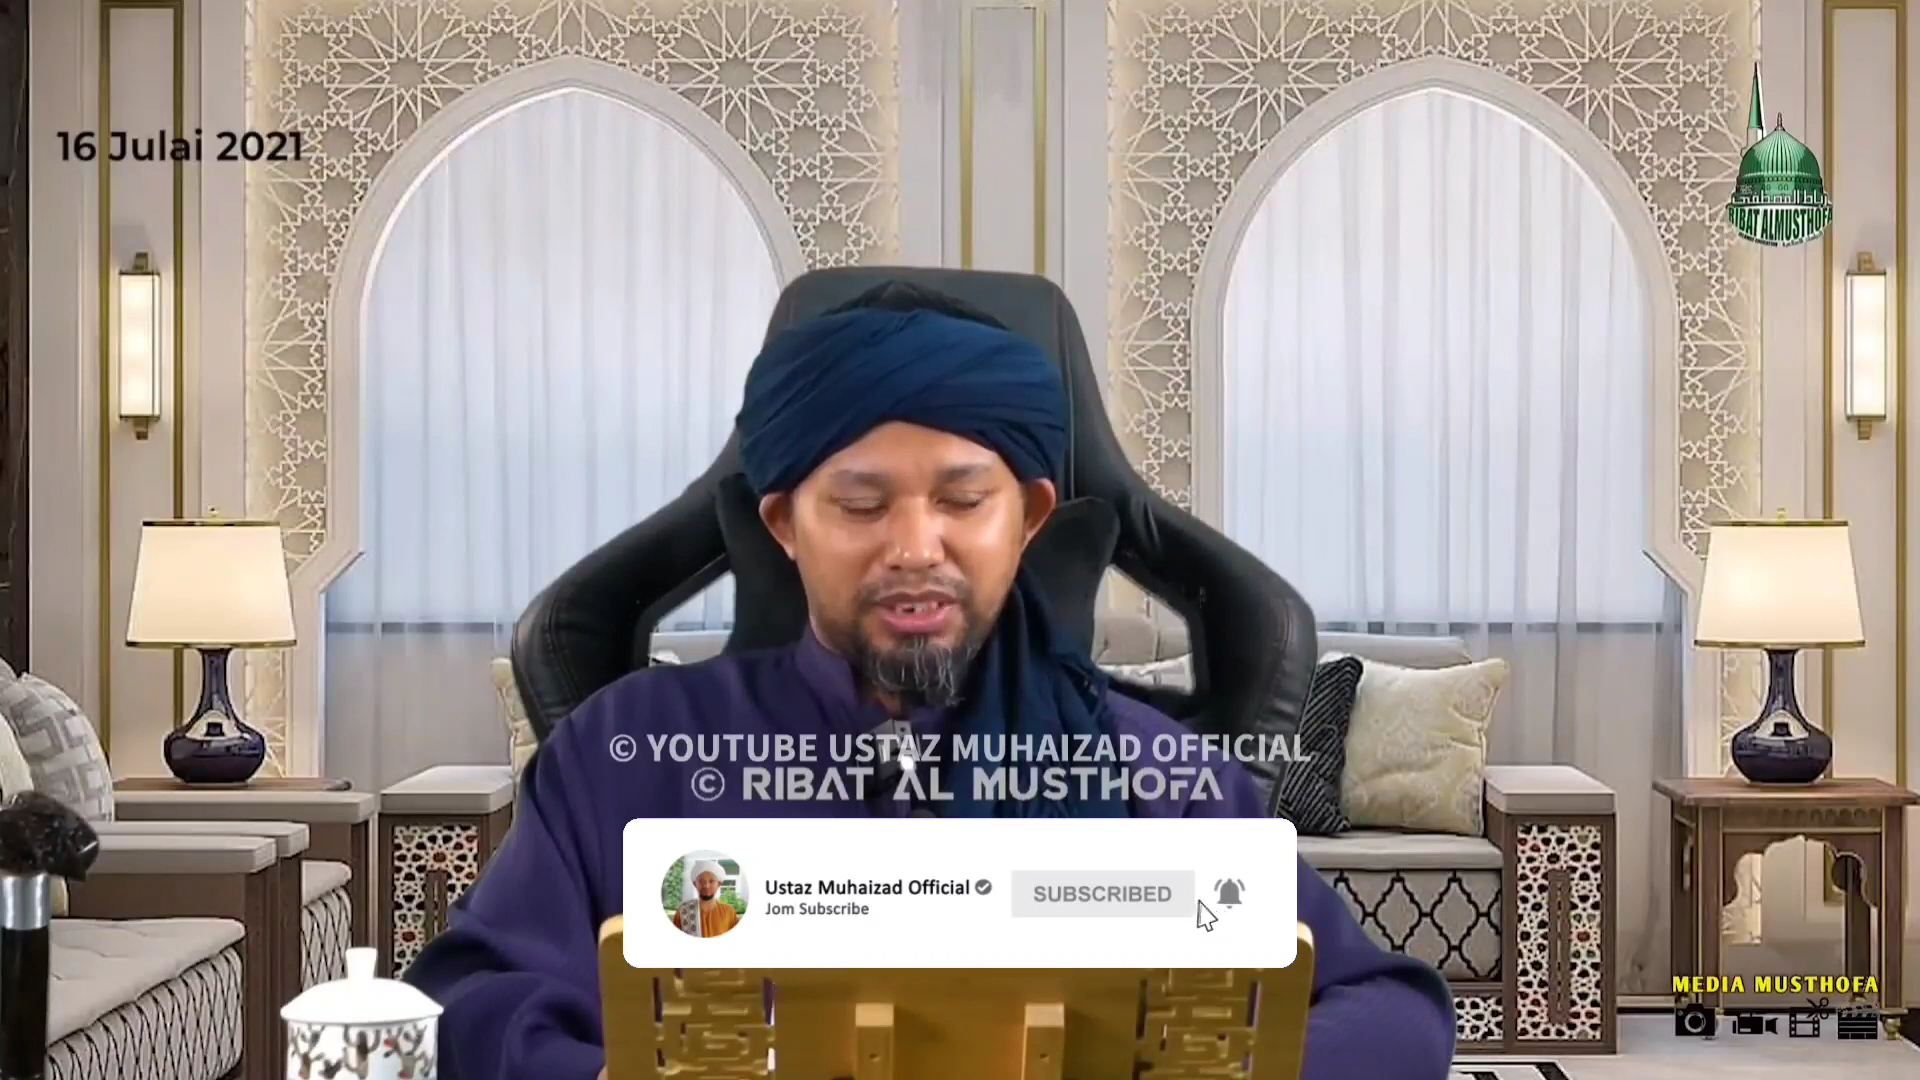 16 Julai 2021
RIBAT ALMUSTHOFA
© YOUTUBE USTAZ MUHAIZAD OFFICIAL
© RIBAT AL MUSTHOFA
Ustaz Muhaizad Official
Jom Subscribe
SUBSCRIBED
MEDIA MUSTHOFA